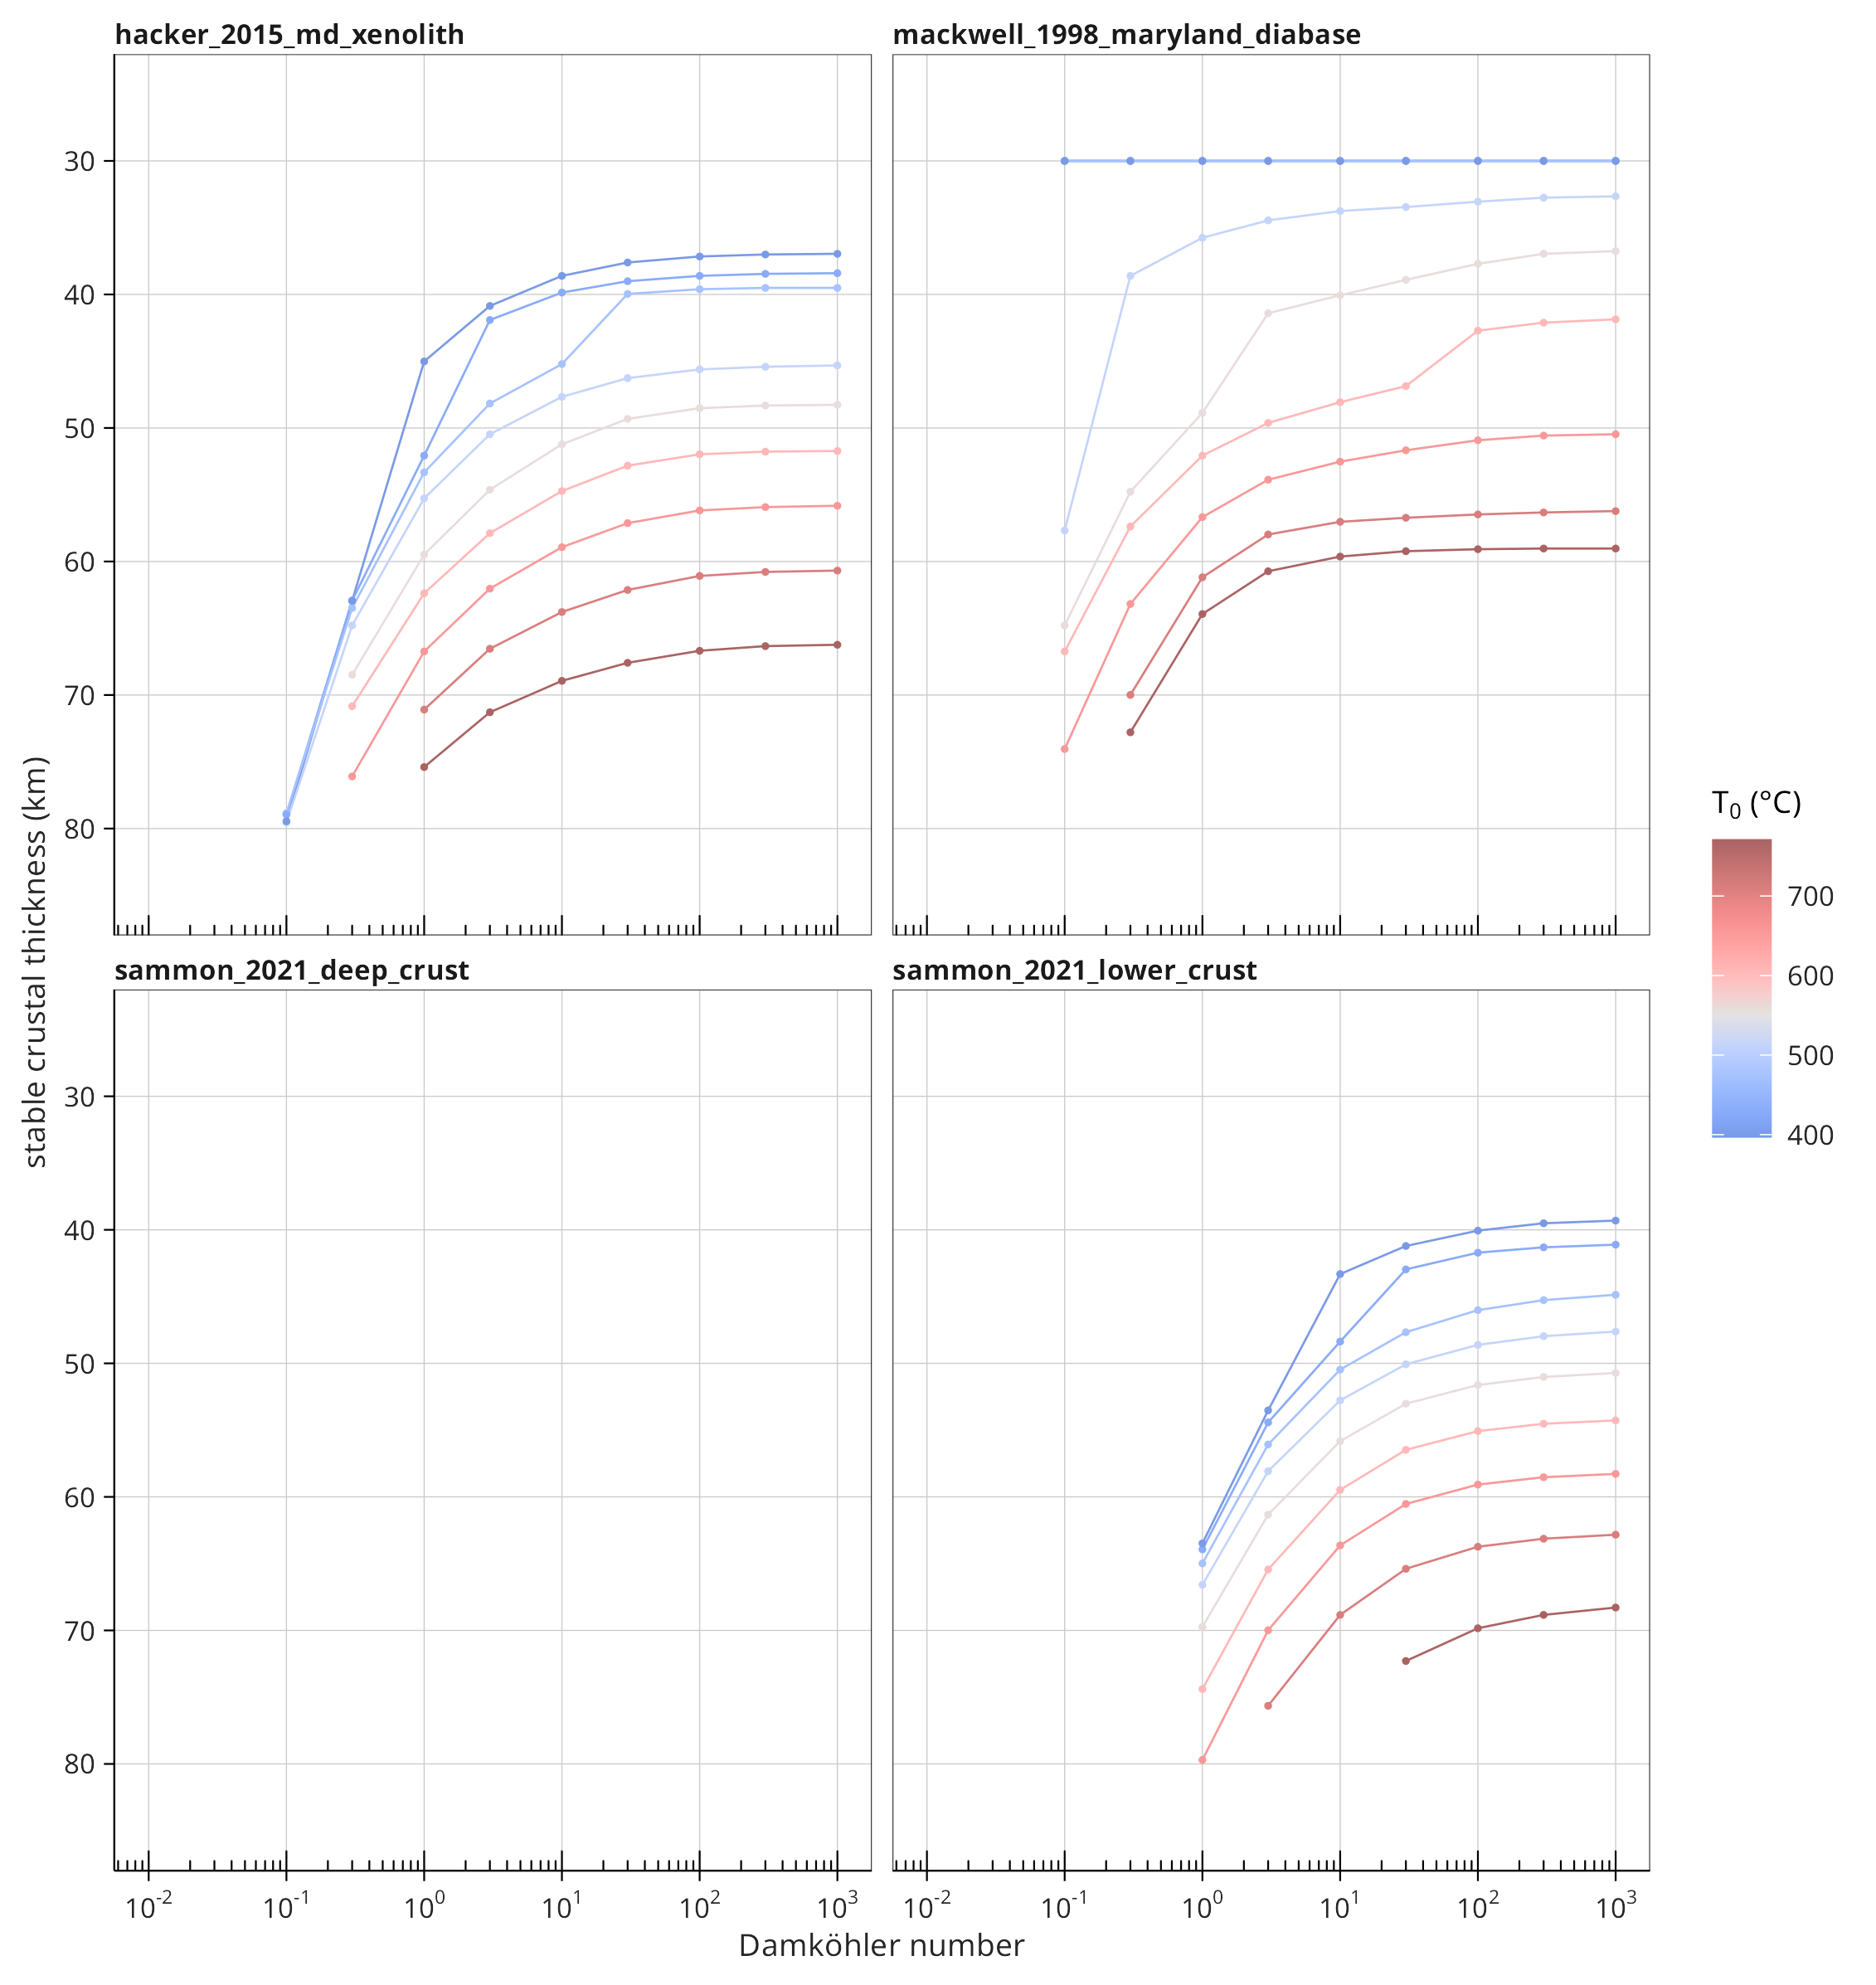 hacker_2015_md_xenolith
mackwell_1998_maryland_diabase
30
40
50
60
70
80
sammon_2021_deep_crust
sammon_2021_lower_crust
30
40
50
60
70
80
stable crustal thickness (km)
10⁻² 10⁻¹ 10⁰ 10¹ 10² 10³
10⁻² 10⁻¹ 10⁰ 10¹ 10² 10³
Damköhler number
T₀ (°C)
700
600
500
400